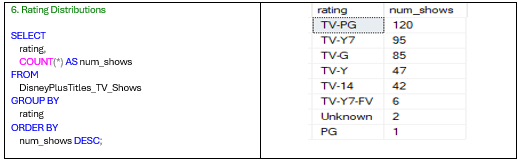 6. Rating Distributions
SELECT
rating,
COUNT(*) AS num_shows
FROM
DisneyPlusTitles_TV_Shows
GROUP BY
rating
ORDER BY
num_shows DESC;
rating num_shows
TV-PG 120
TV-Y7 95
TV-G 85
TV-Y 47
TV-14 42
TV-Y7-FV 6
Unknown 2
PG 1